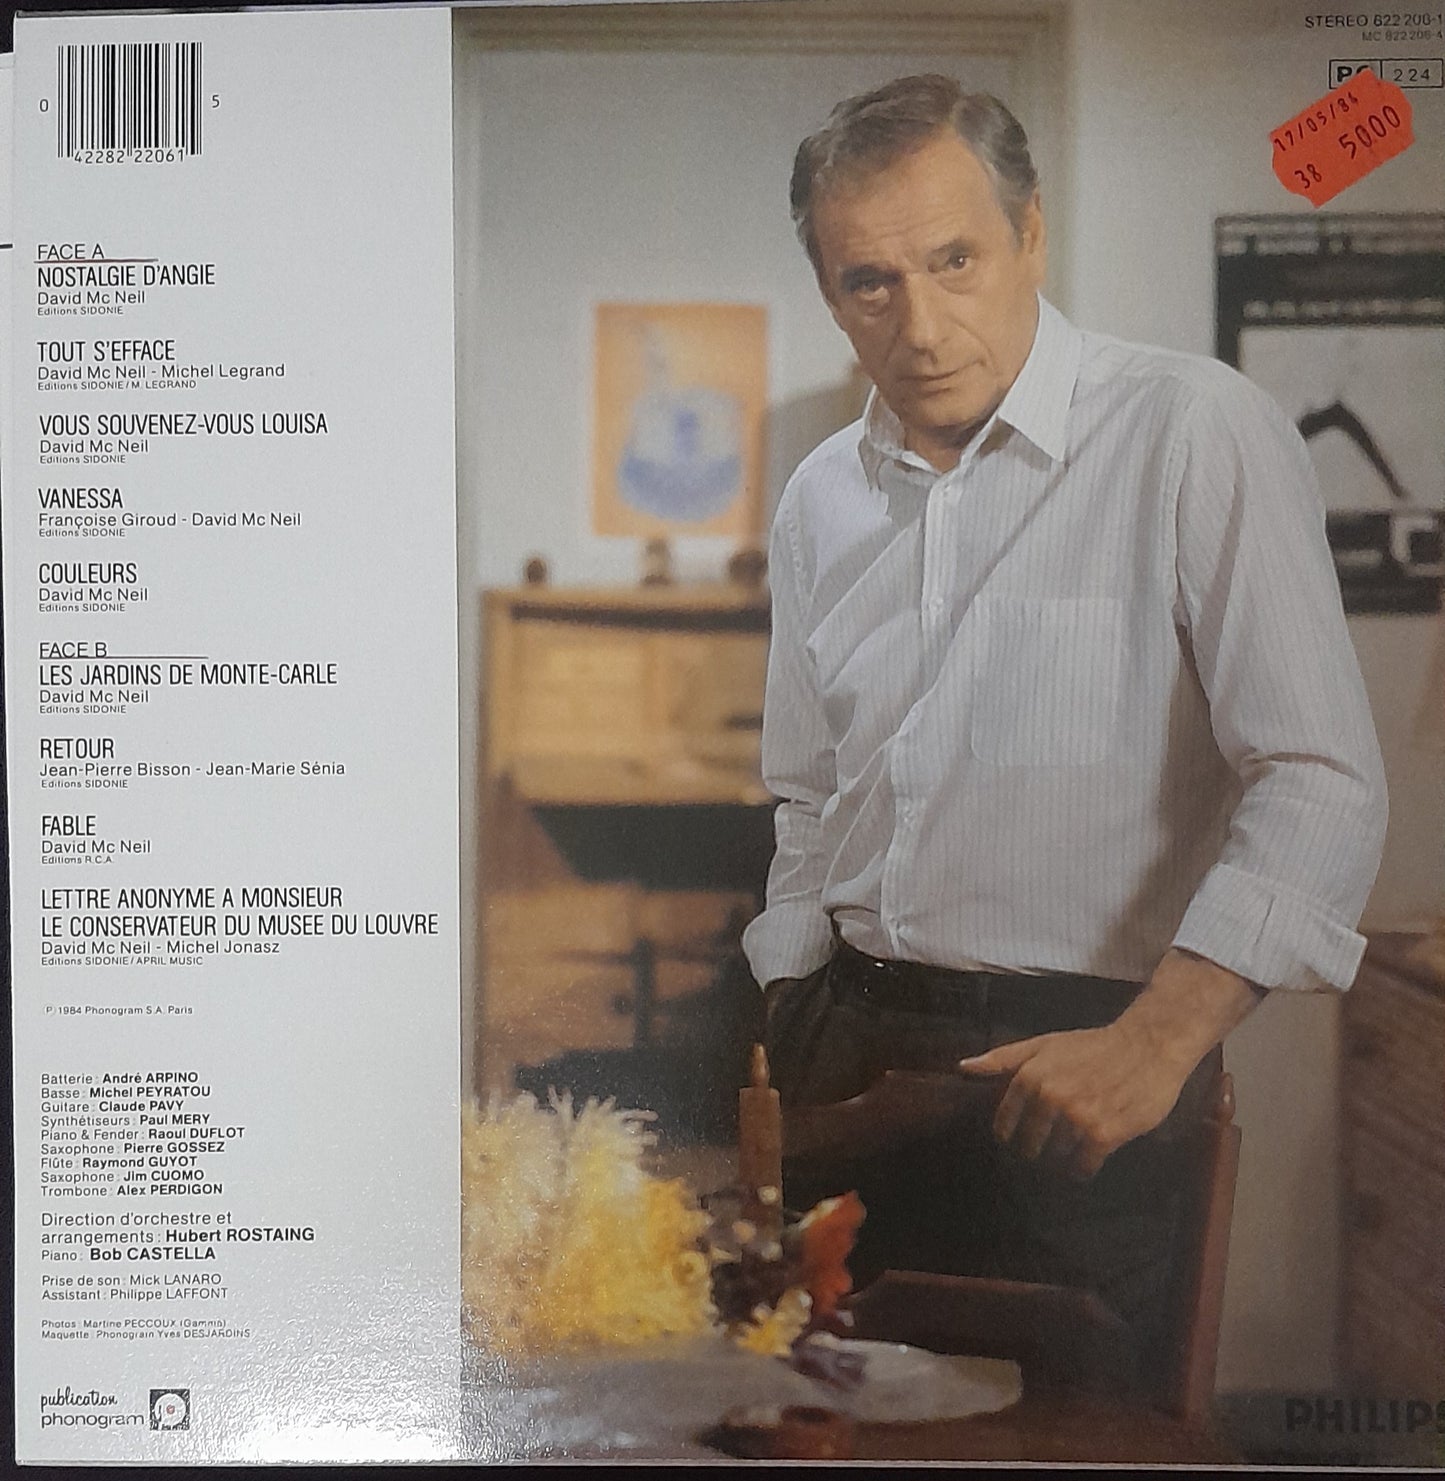 0 42282 22061 5
FACE A
NOSTALGIE D'ANGIE
David Mc Neil
Editions SIDONIE
TOUT S'EFFACE
David Mc Neil - Michel Legrand
Editions SIDONIE / M. LEGRAND
VOUS SOUVENEZ-VOUS LOUISA
David Mc Neil
Editions SIDONIE
VANESSA
Françoise Giroud - David Mc Neil
Editions SIDONIE
COULEURS
David Mc Neil
Editions SIDONIE
FACE B
LES JARDINS DE MONTE-CARLE
David Mc Neil
Editions SIDONIE
RETOUR
Jean-Pierre Bisson - Jean-Marie Sénia
Editions SIDONIE
FABLE
David Mc Neil
Editions R.C.A.
LETTRE ANONYME A MONSIEUR
LE CONSERVATEUR DU MUSEE DU LOUVRE
David Mc Neil - Michel Jonasz
Editions SIDONIE / APRIL MUSIC
℗ 1984 Phonogram S.A. Paris
Batterie : André ARPINO
Basse : Michel PEYRATOU
Guitare : Claude PAVY
Synthétiseurs : Paul MERY
Piano & Fender : Raoul DUFLOT
Saxophone : Pierre GOSSEZ
Flûte : Raymond GUYOT
Saxophone : Jim CUOMO
Trombone : Alex PERDIGON
Direction d'orchestre et
arrangements : Hubert ROSTAING
Piano : Bob CASTELLA
Prise de son : Mick LANARO
Assistant : Philippe LAFFONT
Photos : Martine PECCOUX (Gamma)
Maquette : Phonogram Yves DESJARDINS
publication
phonogram
STEREO 822 206-1
MC 822 206-4
224
17/05/84
38 5000
PHILIPS